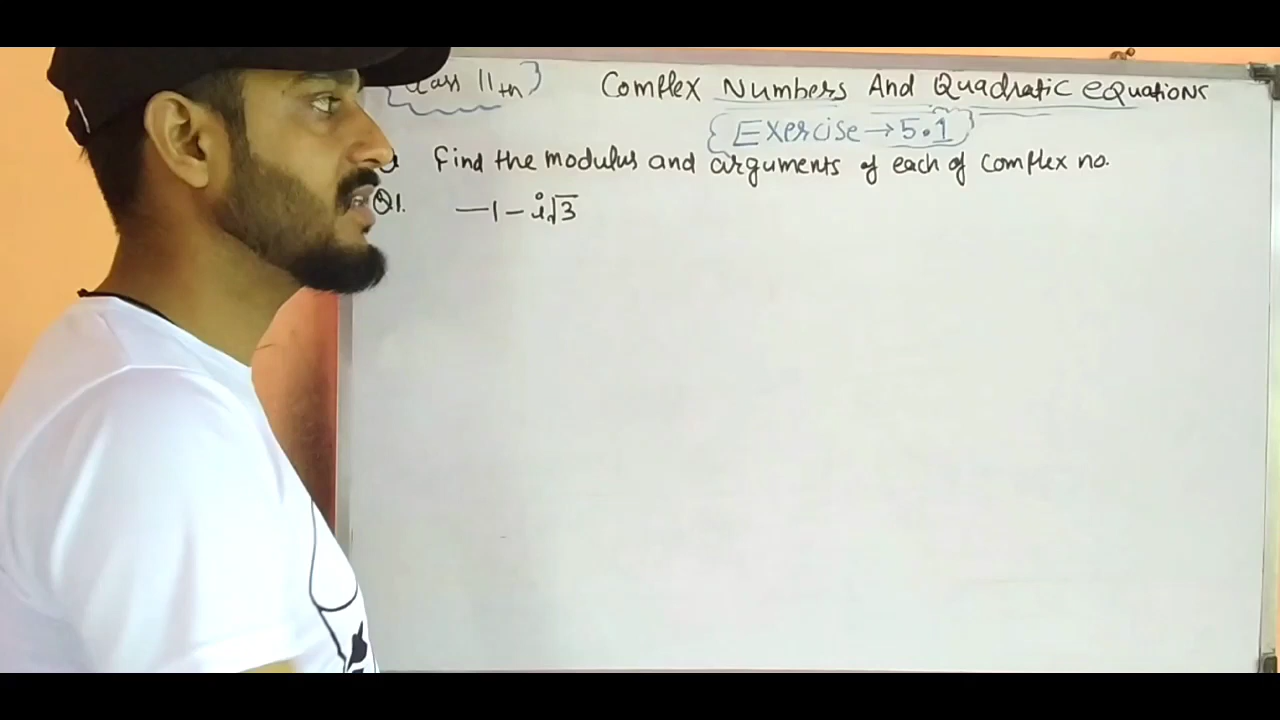 Class 11th Complex Numbers And Quadratic equations
Exercise → 5.1
Find the modulus and arguments of each of complex no.
Q1. —1 - i√3